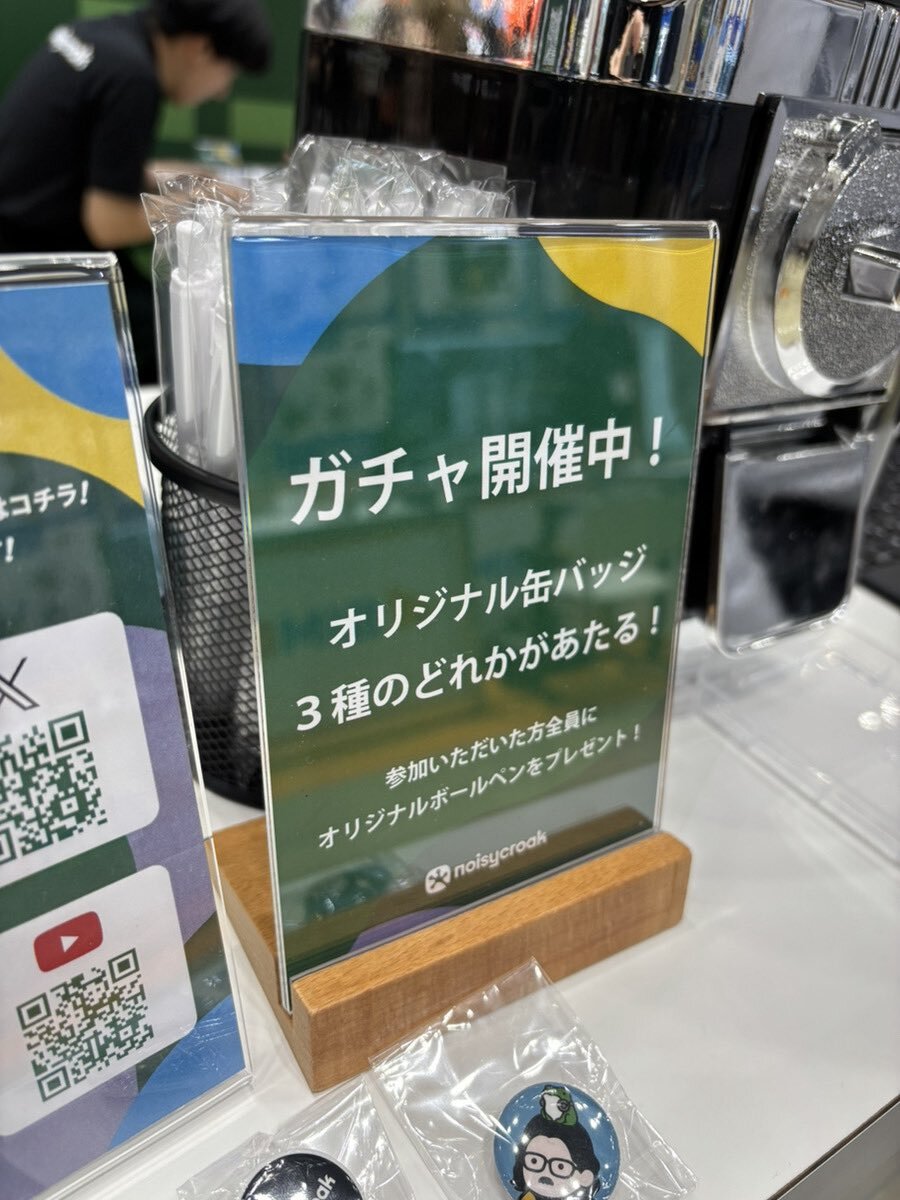 はコチラ!
ガチャ開催中!
オリジナル缶バッジ
3種のどれかがあたる!
参加いただいた方全員に
オリジナルボールペンをプレゼント!
noisycroak